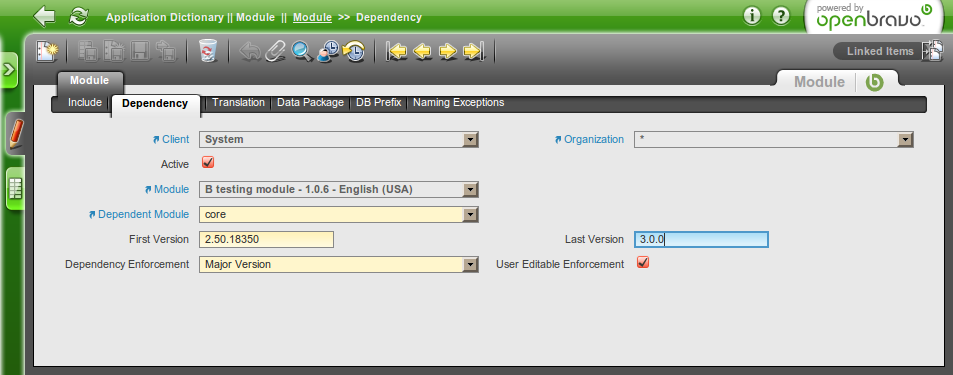 Application Dictionary || Module || Module >> Dependency
powered by
openbravo
Linked Items
Module
Module
Include
Dependency
Translation
Data Package
DB Prefix
Naming Exceptions
Client
System
Organization
*
Active
Module
B testing module - 1.0.6 - English (USA)
Dependent Module
core
First Version
2.50.18350
Last Version
3.0.0
Dependency Enforcement
Major Version
User Editable Enforcement